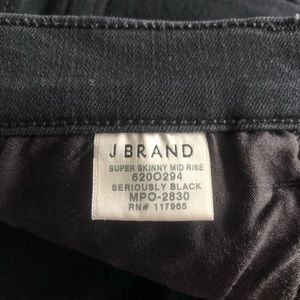 J BRAND
SUPER SKINNY MID RISE
620O294
SERIOUSLY BLACK
MPO-2830
RN# 117965